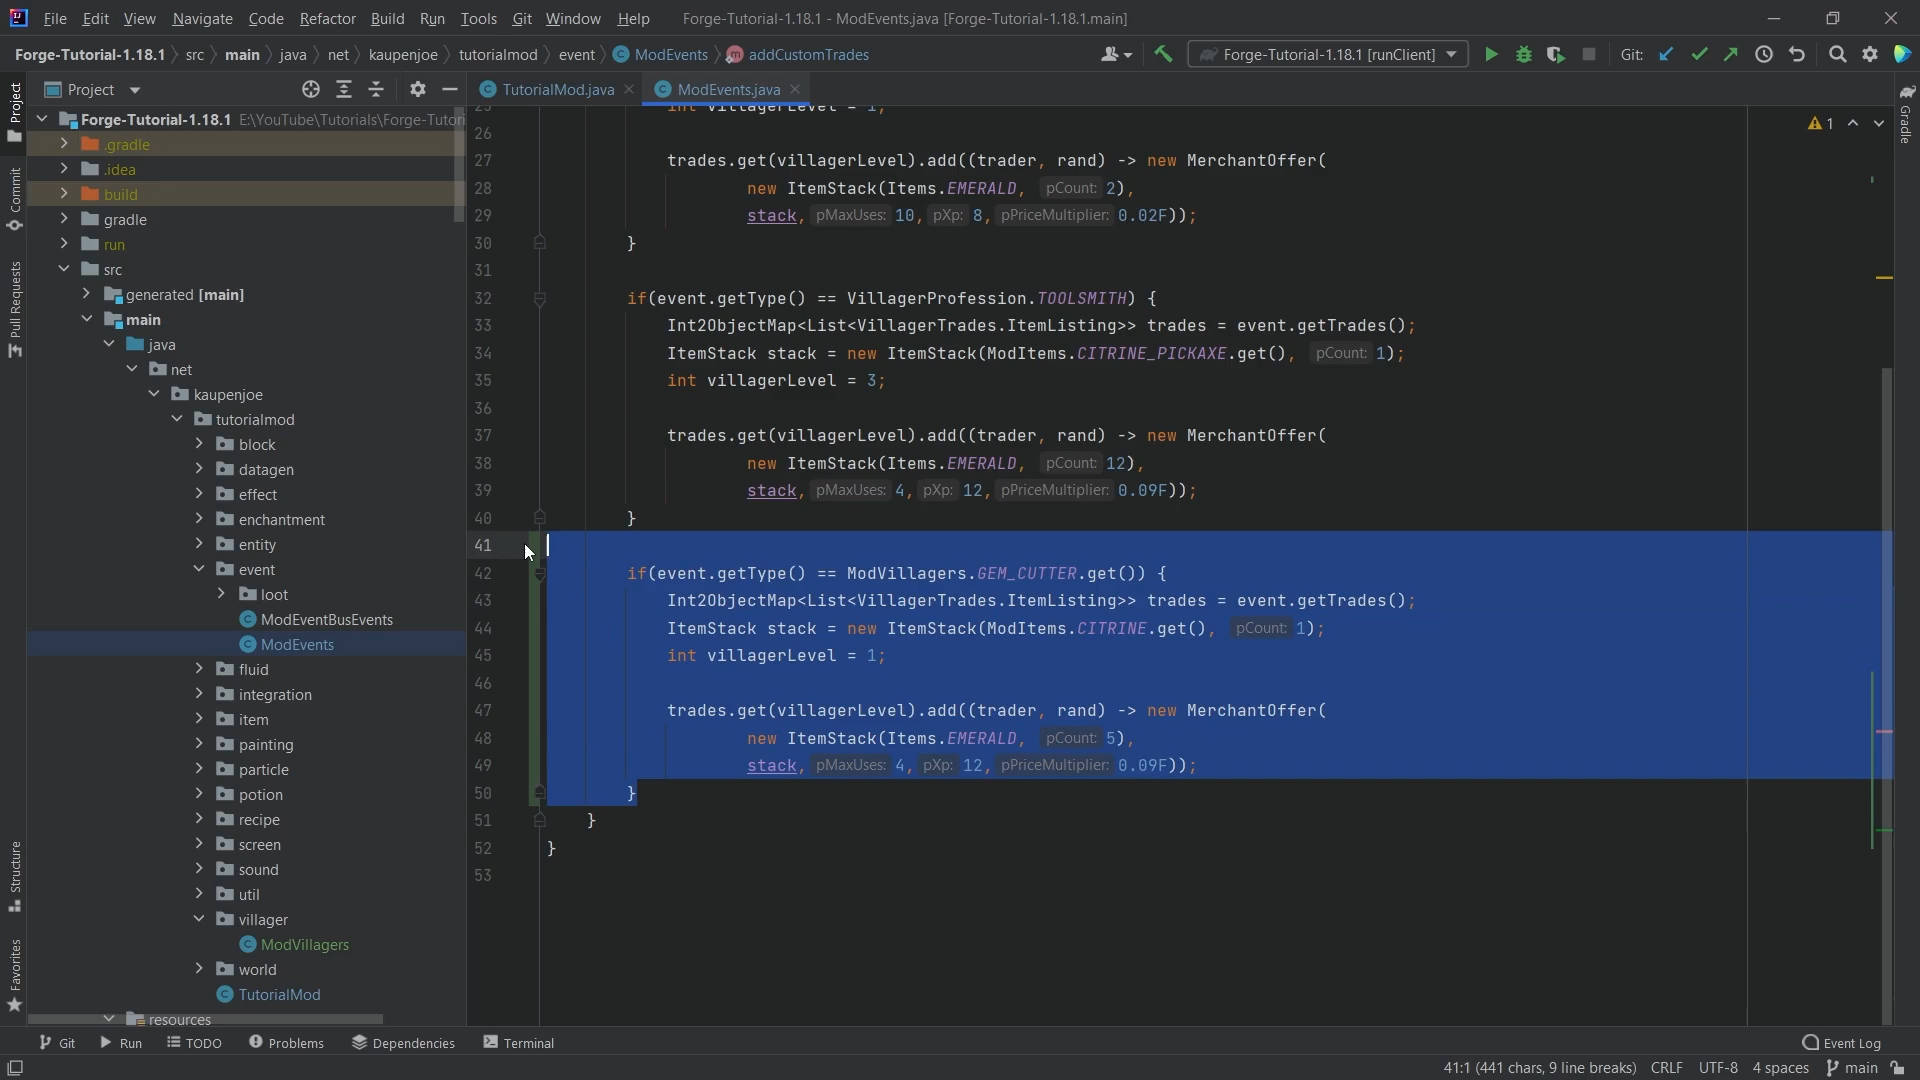 File Edit View Navigate Code Refactor Build Run Tools Git Window Help Forge-Tutorial-1.18.1 - ModEvents.java [Forge-Tutorial-1.18.1.main]
Forge-Tutorial-1.18.1 src main java net kaupenjoe tutorialmod event ModEvents addCustomTrades Forge-Tutorial-1.18.1 [runClient] Git:
Project TutorialMod.java ModEvents.java
Project
Commit
Pull Requests
Structure
Favorites
Gradle
Forge-Tutorial-1.18.1 E:\YouTube\Tutorials\Forge-Tutori
.gradle
.idea
build
gradle
run
src
generated [main]
main
java
net
kaupenjoe
tutorialmod
block
datagen
effect
enchantment
entity
event
loot
ModEventBusEvents
ModEvents
fluid
integration
item
painting
particle
potion
recipe
screen
sound
util
villager
ModVillagers
world
TutorialMod
resources
1
25 int villagerLevel = 1;
26
27 trades.get(villagerLevel).add((trader, rand) -> new MerchantOffer(
28 new ItemStack(Items.EMERALD, pCount: 2),
29 stack, pMaxUses: 10, pXp: 8, pPriceMultiplier: 0.02F));
30 }
31
32 if(event.getType() == VillagerProfession.TOOLSMITH) {
33 Int2ObjectMap<List<VillagerTrades.ItemListing>> trades = event.getTrades();
34 ItemStack stack = new ItemStack(ModItems.CITRINE_PICKAXE.get(), pCount: 1);
35 int villagerLevel = 3;
36
37 trades.get(villagerLevel).add((trader, rand) -> new MerchantOffer(
38 new ItemStack(Items.EMERALD, pCount: 12),
39 stack, pMaxUses: 4, pXp: 12, pPriceMultiplier: 0.09F));
40 }
41
42 if(event.getType() == ModVillagers.GEM_CUTTER.get()) {
43 Int2ObjectMap<List<VillagerTrades.ItemListing>> trades = event.getTrades();
44 ItemStack stack = new ItemStack(ModItems.CITRINE.get(), pCount: 1);
45 int villagerLevel = 1;
46
47 trades.get(villagerLevel).add((trader, rand) -> new MerchantOffer(
48 new ItemStack(Items.EMERALD, pCount: 5),
49 stack, pMaxUses: 4, pXp: 12, pPriceMultiplier: 0.09F));
50 }
51 }
52 }
53
Git Run TODO Problems Dependencies Terminal Event Log
41:1 (441 chars, 9 line breaks) CRLF UTF-8 4 spaces main